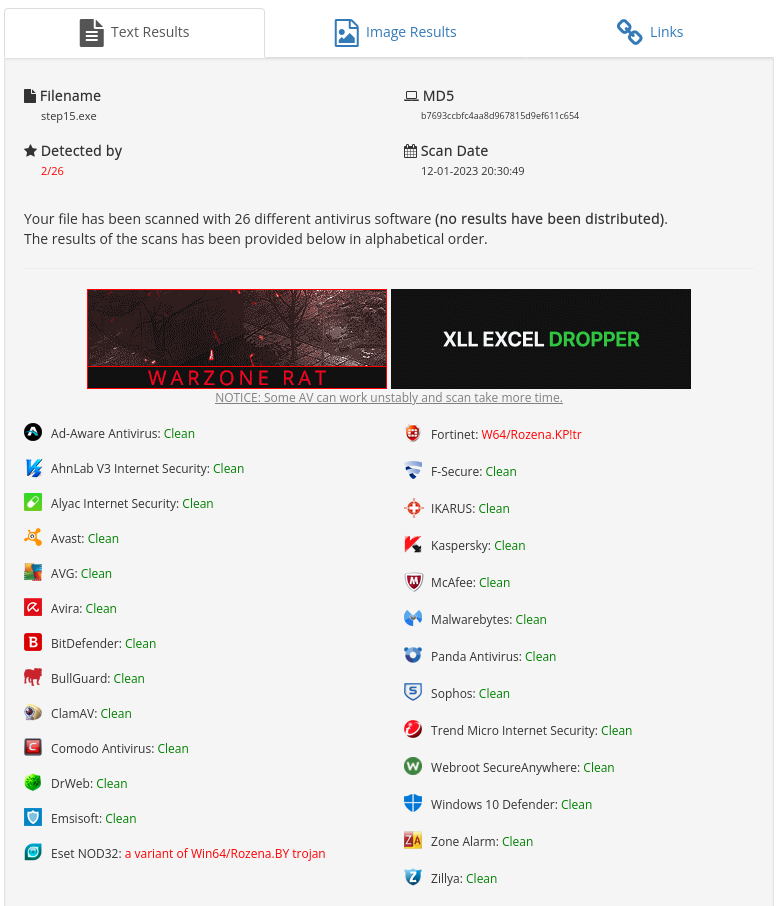 Text Results
Image Results
Links
Filename
step15.exe
MD5
b7693ccbfc4aa8d967815d9ef611c654
Detected by
2/26
Scan Date
12-01-2023 20:30:49
Your file has been scanned with 26 different antivirus software (no results have been distributed).
The results of the scans has been provided below in alphabetical order.
WARZONE RAT
XLL EXCEL DROPPER
NOTICE: Some AV can work unstably and scan take more time.
Ad-Aware Antivirus: Clean
AhnLab V3 Internet Security: Clean
Alyac Internet Security: Clean
Avast: Clean
AVG: Clean
Avira: Clean
BitDefender: Clean
BullGuard: Clean
ClamAV: Clean
Comodo Antivirus: Clean
DrWeb: Clean
Emsisoft: Clean
Eset NOD32: a variant of Win64/Rozena.BY trojan
Fortinet: W64/Rozena.KP!tr
F-Secure: Clean
IKARUS: Clean
Kaspersky: Clean
McAfee: Clean
Malwarebytes: Clean
Panda Antivirus: Clean
Sophos: Clean
Trend Micro Internet Security: Clean
Webroot SecureAnywhere: Clean
Windows 10 Defender: Clean
Zone Alarm: Clean
Zillya: Clean